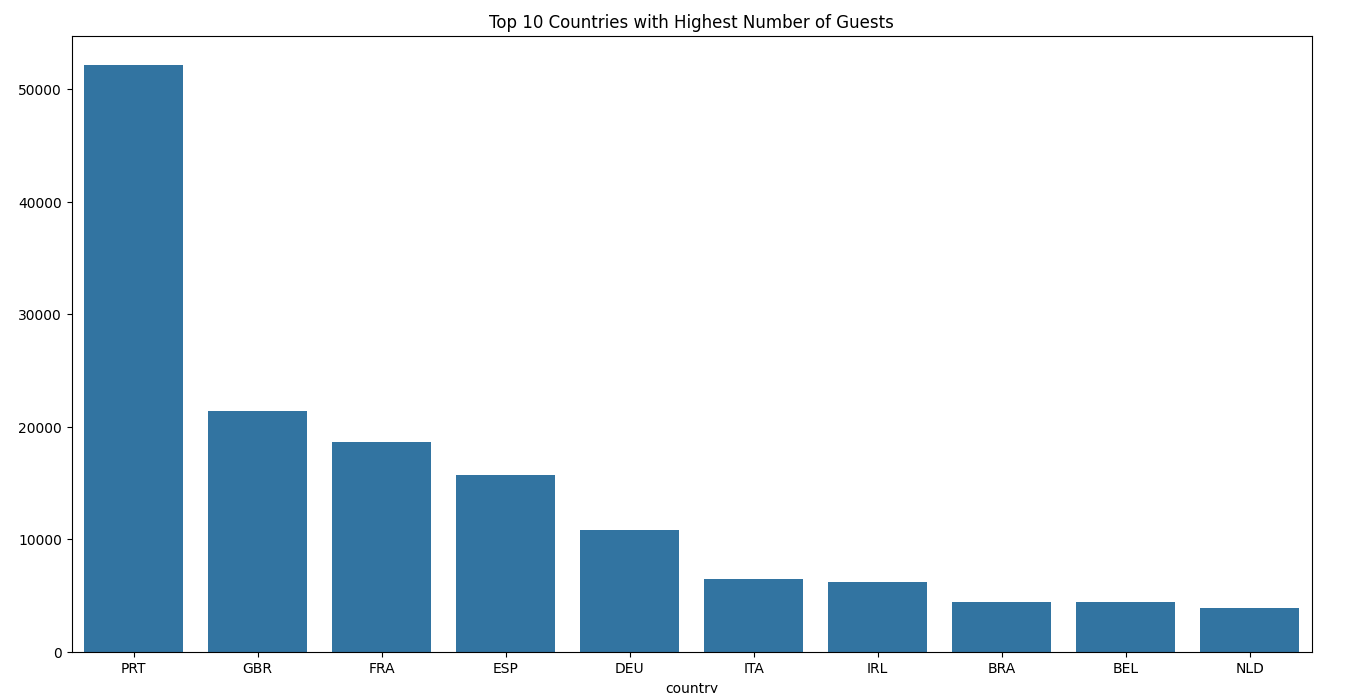 Top 10 Countries with Highest Number of Guests
50000
40000
30000
20000
10000
0
PRT GBR FRA ESP DEU ITA IRL BRA BEL NLD
country